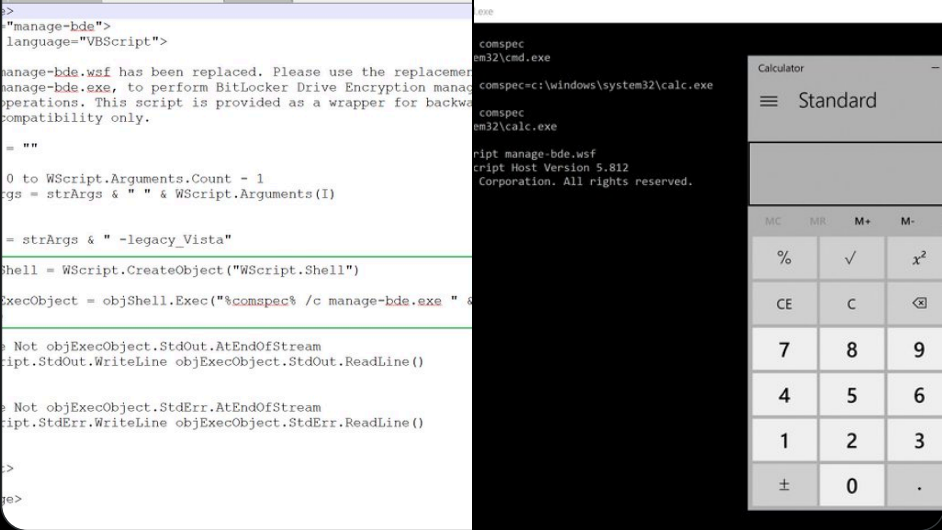 e>
="manage-bde">
language="VBScript">
manage-bde.wsf has been replaced. Please use the replacemen
manage-bde.exe, to perform BitLocker Drive Encryption manag
operations. This script is provided as a wrapper for backwa
compatibility only.
= ""
0 to WScript.Arguments.Count - 1
rgs = strArgs & " " & WScript.Arguments(I)
= strArgs & " -legacy_Vista"
Shell = WScript.CreateObject("WScript.Shell")
ExecObject = objShell.Exec("%comspec% /c manage-bde.exe " &
e Not objExecObject.StdOut.AtEndOfStream
ript.StdOut.WriteLine objExecObject.StdOut.ReadLine()
e Not objExecObject.StdErr.AtEndOfStream
ript.StdErr.WriteLine objExecObject.StdErr.ReadLine()
t>
ge>
.exe
comspec
em32\cmd.exe
comspec=c:\windows\system32\calc.exe
comspec
em32\calc.exe
ript manage-bde.wsf
cript Host Version 5.812
Corporation. All rights reserved.
Calculator
Standard
MC MR M+ M-
% √ x²
CE C
7 8 9
4 5 6
1 2 3
± 0 .